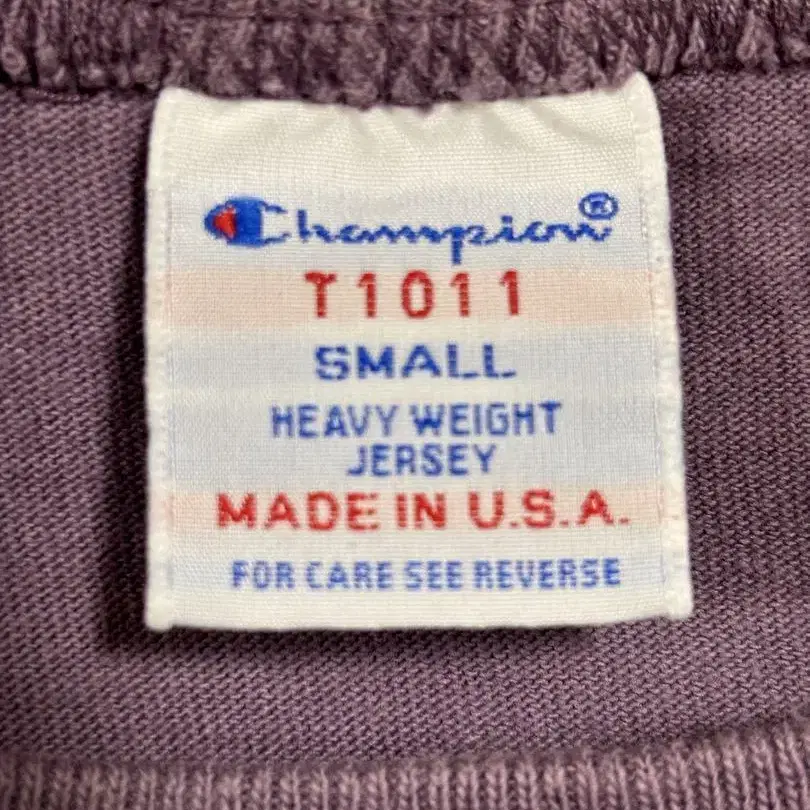 Champion®
T1011
SMALL
HEAVY WEIGHT
JERSEY
MADE IN U.S.A.
FOR CARE SEE REVERSE